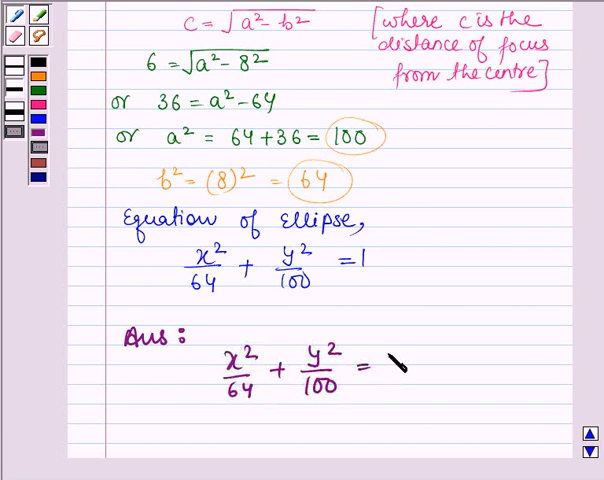 c = √a² - b² [where c is the
distance of focus
from the centre]
6 = √a² - 8²
or 36 = a² - 64
or a² = 64 + 36 = 100
b² = (8)² = 64
Equation of Ellipse,
x²/64 + y²/100 = 1
Ans:
x²/64 + y²/100 =